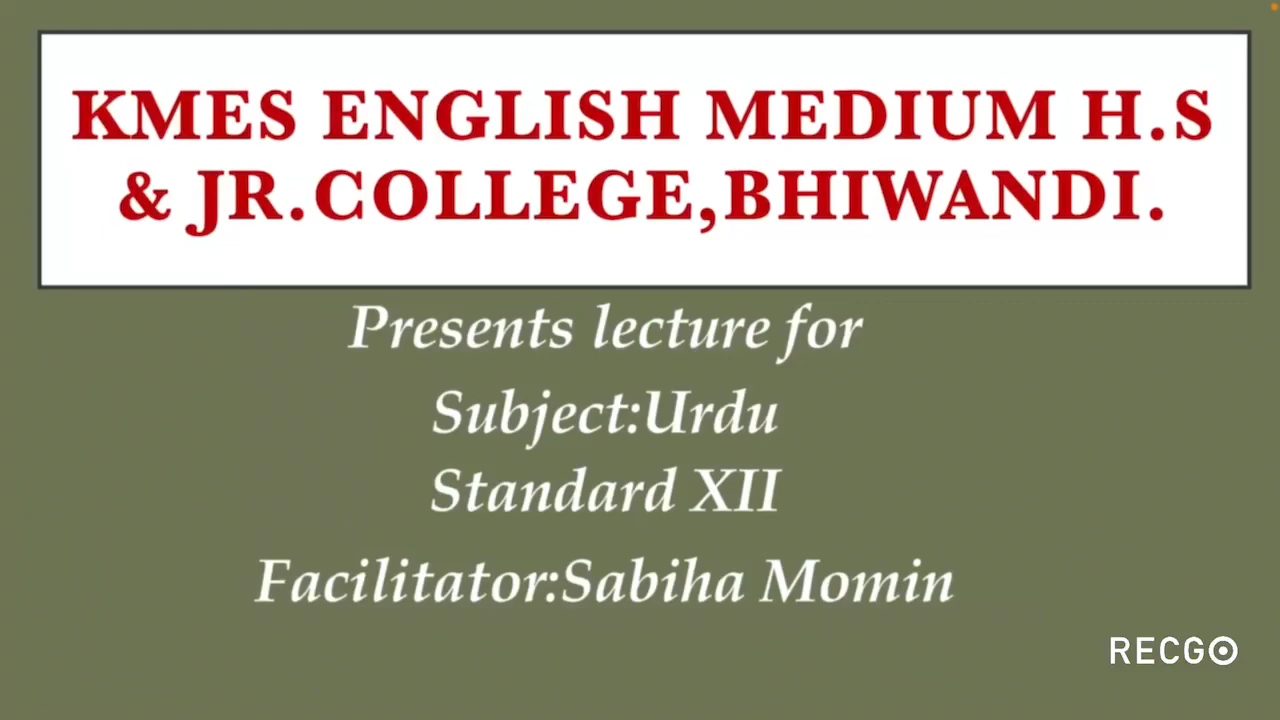 KMES ENGLISH MEDIUM H.S
& JR.COLLEGE,BHIWANDI.
Presents lecture for
Subject:Urdu
Standard XII
Facilitator:Sabiha Momin
RECGO